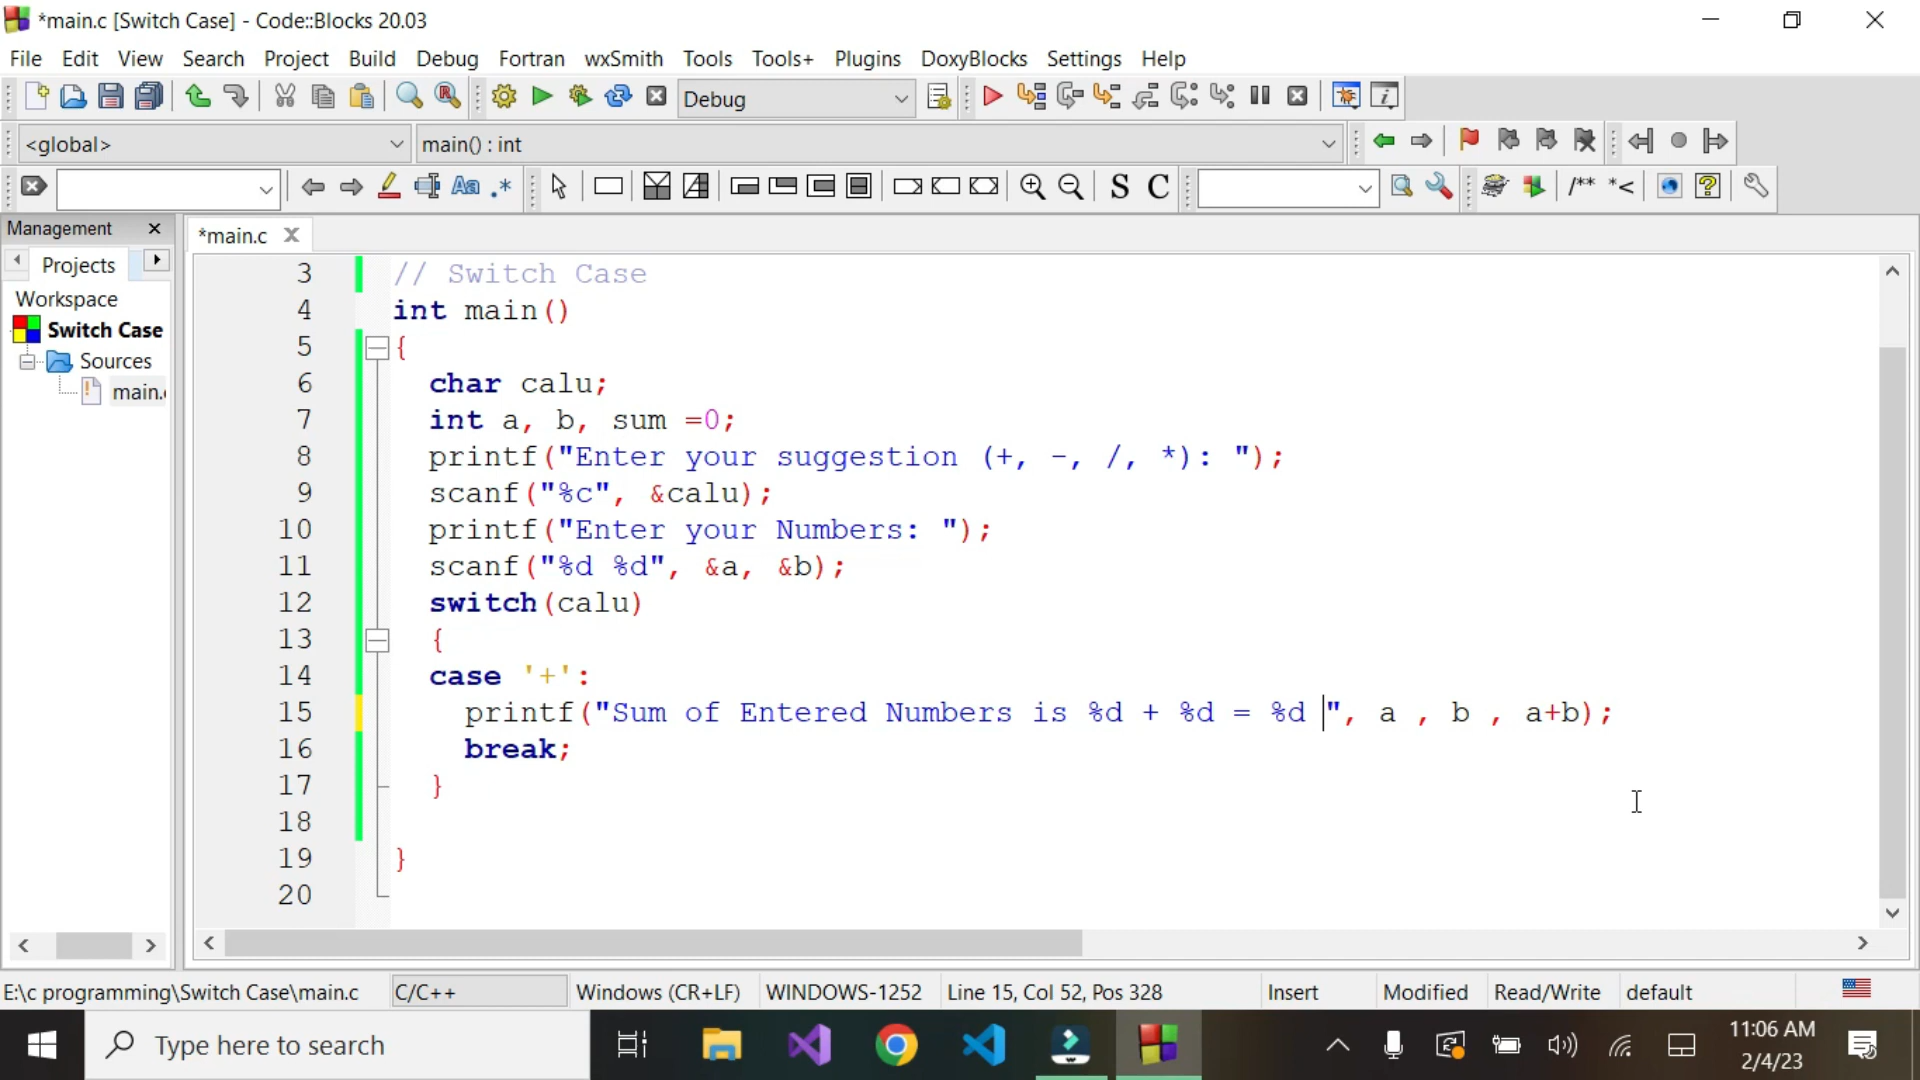 *main.c [Switch Case] - Code::Blocks 20.03
File Edit View Search Project Build Debug Fortran wxSmith Tools Tools+ Plugins DoxyBlocks Settings Help
Debug
<global> main() : int
Aa .* S C /** *<
Management *main.c
Projects
Workspace
Switch Case
Sources
main.
3 // Switch Case
4 int main()
5 {
6 char calu;
7 int a, b, sum =0;
8 printf("Enter your suggestion (+, -, /, *): ");
9 scanf("%c", &calu);
10 printf("Enter your Numbers: ");
11 scanf("%d %d", &a, &b);
12 switch(calu)
13 {
14 case '+':
15 printf("Sum of Entered Numbers is %d + %d = %d ", a , b , a+b);
16 break;
17 }
18
19 }
20
E:\c programming\Switch Case\main.c C/C++ Windows (CR+LF) WINDOWS-1252 Line 15, Col 52, Pos 328 Insert Modified Read/Write default
Type here to search
11:06 AM
2/4/23